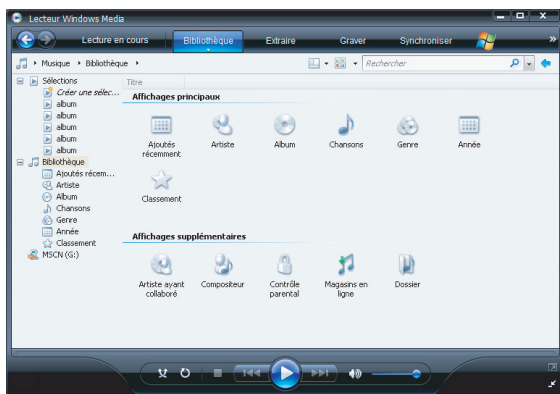 Lecteur Windows Media
Lecture en cours Bibliothèque Extraire Graver Synchroniser »
Musique Bibliothèque Rechercher
Sélections
Créer une sélec...
album
album
album
album
album
Bibliothèque
Ajoutés récem...
Artiste
Album
Chansons
Genre
Année
Classement
MSCN (G:)
Titre
Affichages principaux
Ajoutés récemment
Artiste
Album
Chansons
Genre
Année
Classement
Affichages supplémentaires
Artiste ayant collaboré
Compositeur
Contrôle parental
Magasins en ligne
Dossier